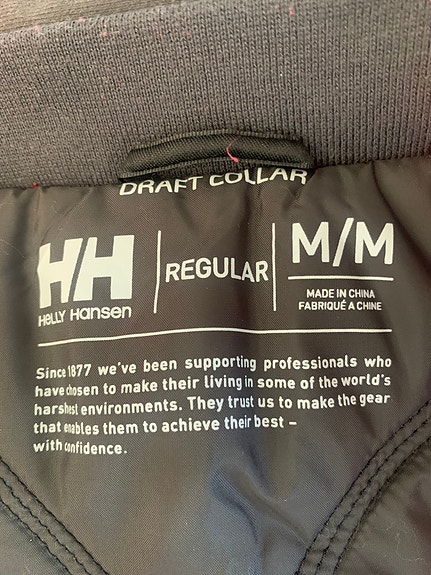 DRAFT COLLAR
HH
Helly Hansen
REGULAR
M/M
MADE IN CHINA
FABRIQUÉ A CHINE
Since 1877 we've been supporting professionals who
have chosen to make their living in some of the world's
harshest environments. They trust us to make the gear
that enables them to achieve their best –
with confidence.